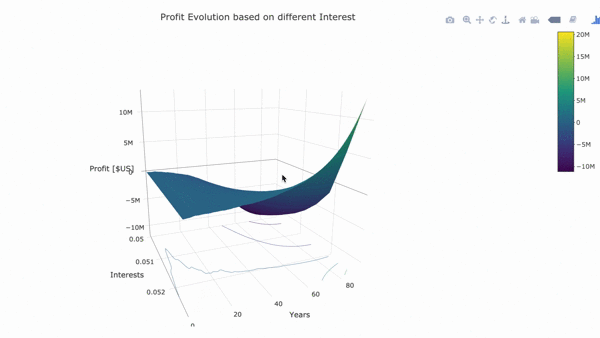 Profit Evolution based on different Interest
20M
15M
10M
5M
0
−5M
−10M
10M
5M
Profit [$US]
0
−5M
−10M
0.05
0.051
Interests
0.052
0
20
40
60
80
Years